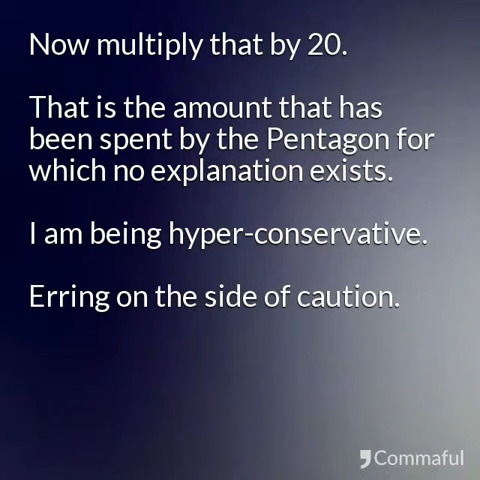 Now multiply that by 20.
That is the amount that has
been spent by the Pentagon for
which no explanation exists.
I am being hyper-conservative.
Erring on the side of caution.
Commaful